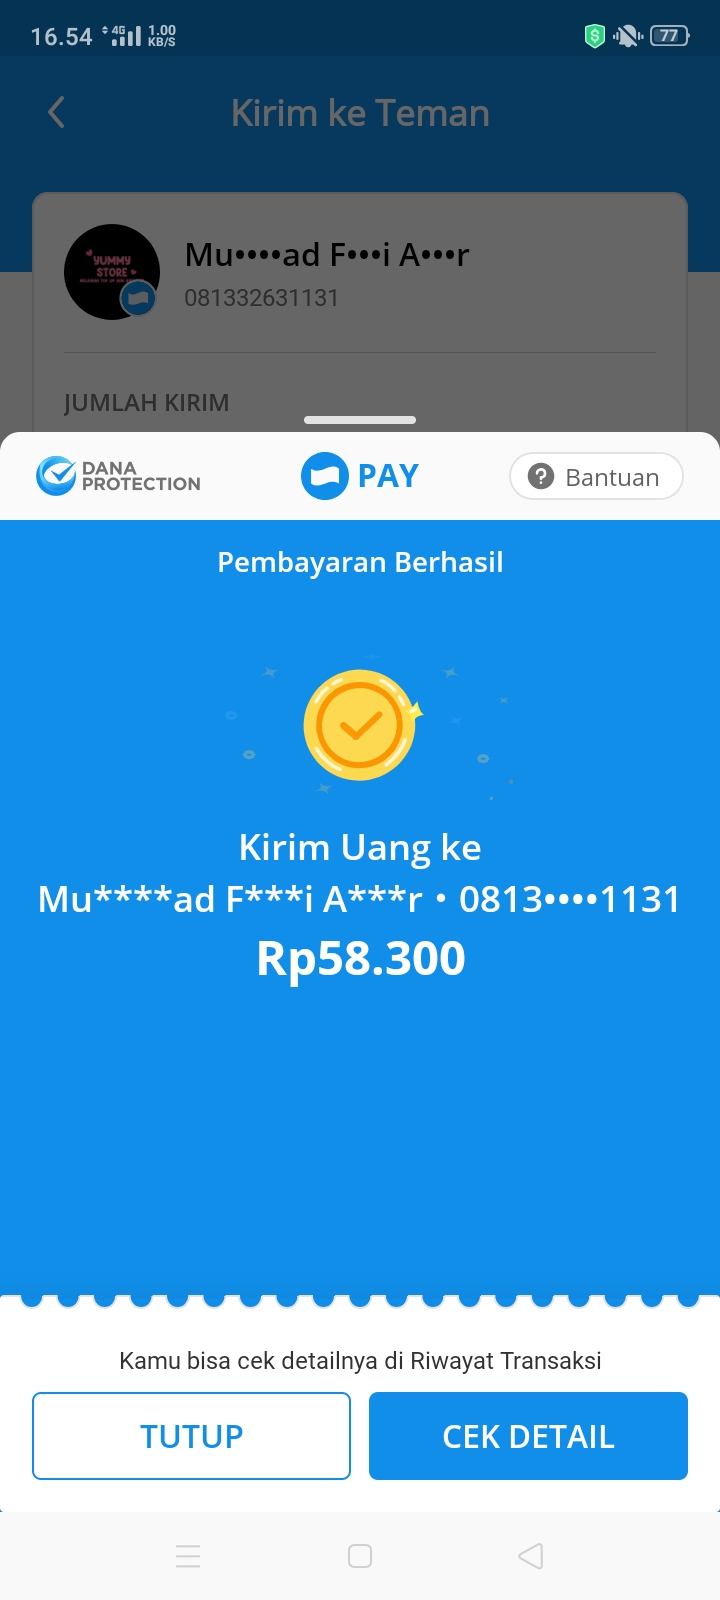 16.54
4G
1.00
KB/S
77
Kirim ke Teman
YUMMY
STORE
Mu••••ad F•••i A•••r
081332631131
JUMLAH KIRIM
DANA
PROTECTION
PAY
Bantuan
Pembayaran Berhasil
Kirim Uang ke
Mu****ad F***i A***r • 0813••••1131
Rp58.300
Kamu bisa cek detailnya di Riwayat Transaksi
TUTUP
CEK DETAIL